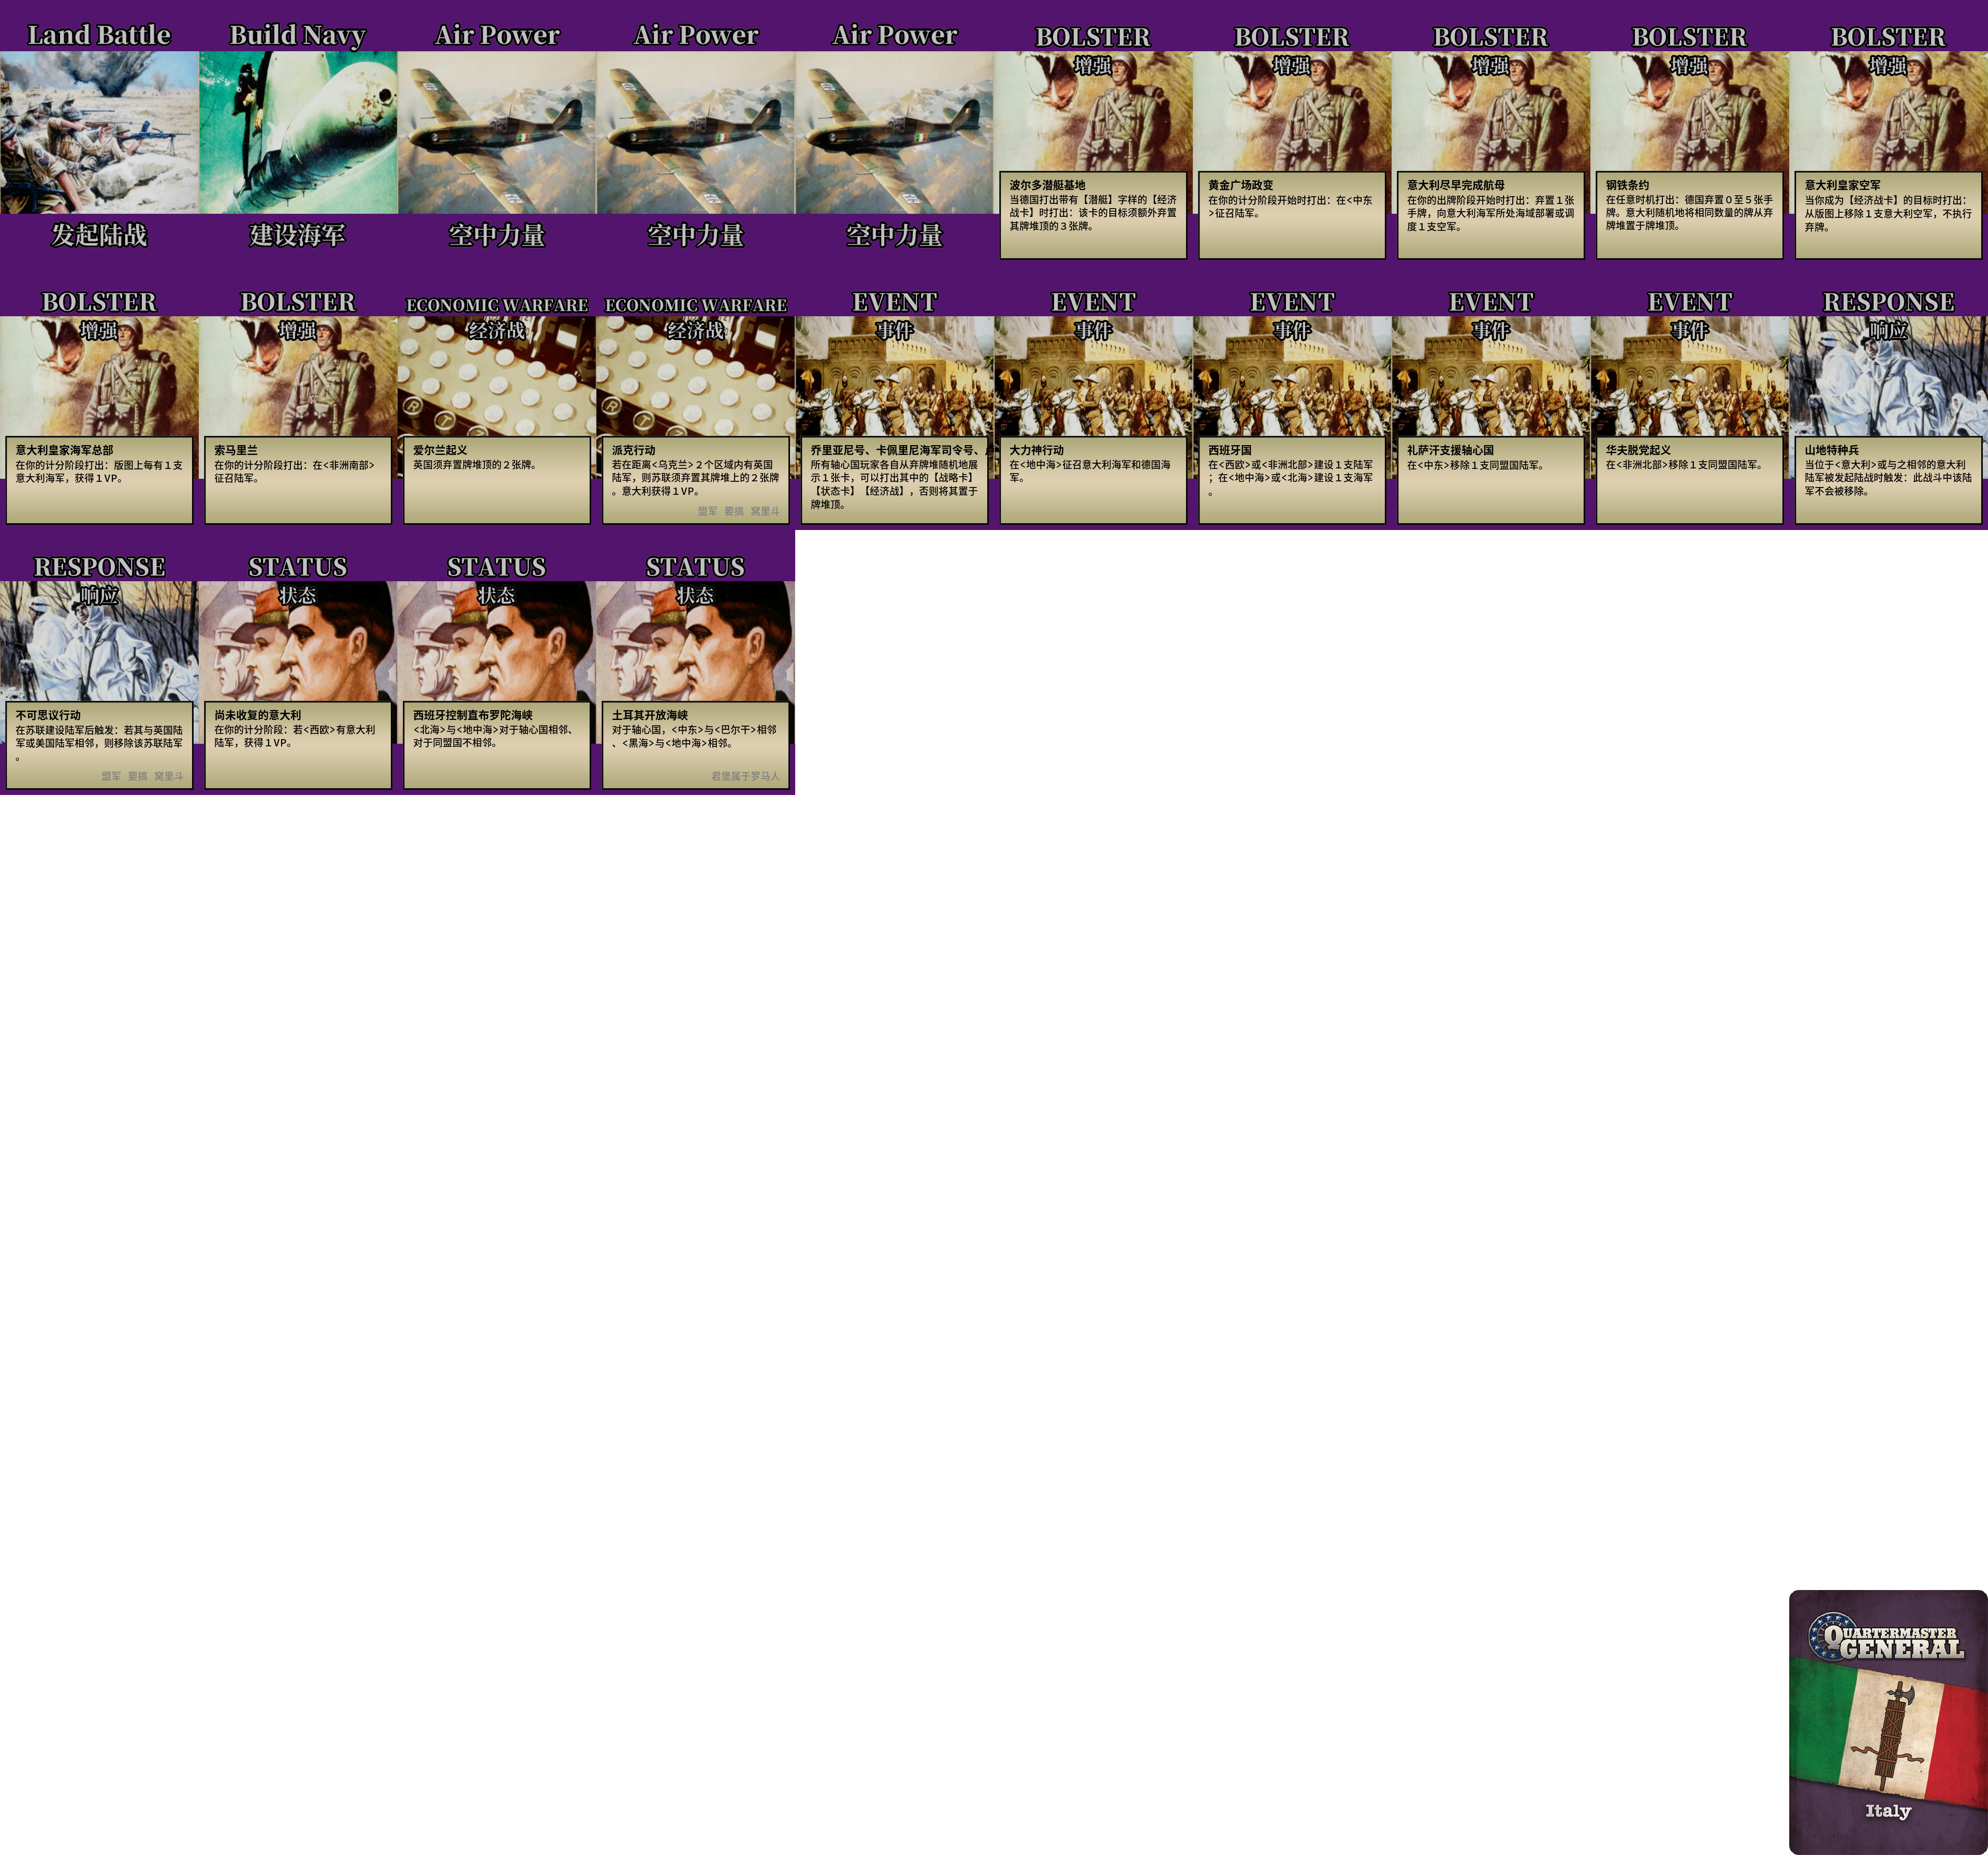 Land Battle
发起陆战
Build Navy
建设海军
Air Power
空中力量
Air Power
空中力量
Air Power
空中力量
BOLSTER
增强
波尔多潜艇基地
当德国打出带有【潜艇】字样的【经济
战卡】时打出：该卡的目标须额外弃置
其牌堆顶的３张牌。
BOLSTER
增强
黄金广场政变
在你的计分阶段开始时打出：在<中东
>征召陆军。
BOLSTER
增强
意大利尽早完成航母
在你的出牌阶段开始时打出：弃置１张
手牌，向意大利海军所处海域部署或调
度１支空军。
BOLSTER
增强
钢铁条约
在任意时机打出：德国弃置０至５张手
牌。意大利随机地将相同数量的牌从弃
牌堆置于牌堆顶。
BOLSTER
增强
意大利皇家空军
当你成为【经济战卡】的目标时打出：
从版图上移除１支意大利空军，不执行
弃牌。
BOLSTER
增强
意大利皇家海军总部
在你的计分阶段打出：版图上每有１支
意大利海军，获得１VP。
BOLSTER
增强
索马里兰
在你的计分阶段打出：在<非洲南部>
征召陆军。
ECONOMIC WARFARE
经济战
爱尔兰起义
英国须弃置牌堆顶的２张牌。
ECONOMIC WARFARE
经济战
派克行动
若在距离<乌克兰>２个区域内有英国
陆军，则苏联须弃置其牌堆上的２张牌
。意大利获得１VP。
盟军 要搞 窝里斗
EVENT
事件
乔里亚尼号、卡佩里尼海军司令号、
所有轴心国玩家各自从弃牌堆随机地展
示１张卡，可以打出其中的【战略卡】
【状态卡】【经济战】，否则将其置于
牌堆顶。
EVENT
事件
大力神行动
在<地中海>征召意大利海军和德国海
军。
EVENT
事件
西班牙国
在<西欧>或<非洲北部>建设１支陆军
；在<地中海>或<北海>建设１支海军
。
EVENT
事件
礼萨汗支援轴心国
在<中东>移除１支同盟国陆军。
EVENT
事件
华夫脱党起义
在<非洲北部>移除１支同盟国陆军。
RESPONSE
响应
山地特种兵
当位于<意大利>或与之相邻的意大利
陆军被发起陆战时触发：此战斗中该陆
军不会被移除。
RESPONSE
响应
不可思议行动
在苏联建设陆军后触发：若其与英国陆
军或美国陆军相邻，则移除该苏联陆军
。
盟军 要搞 窝里斗
STATUS
状态
尚未收复的意大利
在你的计分阶段：若<西欧>有意大利
陆军，获得１VP。
STATUS
状态
西班牙控制直布罗陀海峡
<北海>与<地中海>对于轴心国相邻、
对于同盟国不相邻。
STATUS
状态
土耳其开放海峡
对于轴心国，<中东>与<巴尔干>相邻
、<黑海>与<地中海>相邻。
君堡属于罗马人
QUARTERMASTER
GENERAL
Italy